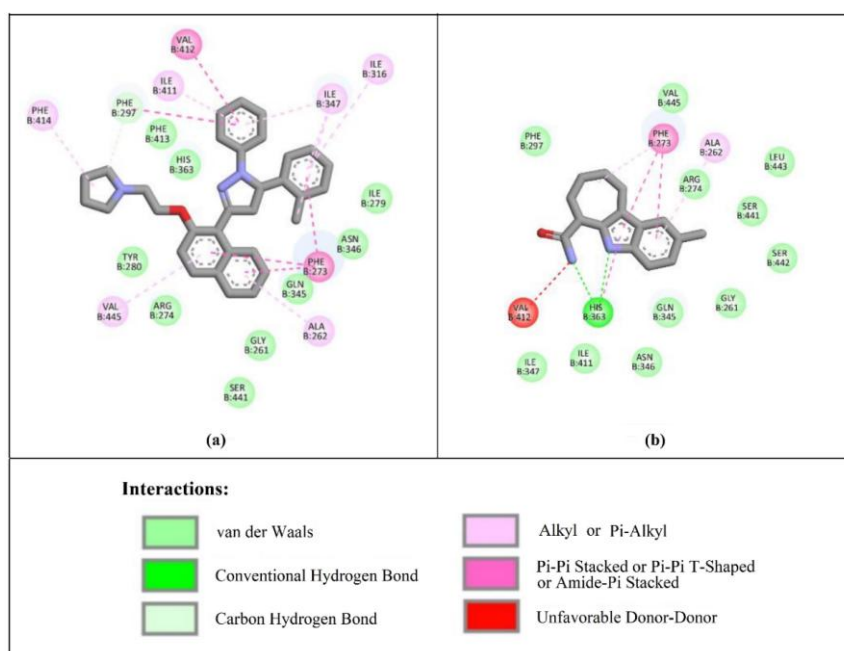 VAL
B:412
ILE
B:411
ILE
B:316
ILE
B:347
PHE
B:297
PHE
B:414
PHE
B:413
HIS
B:363
ILE
B:279
ASN
B:346
TYR
B:280
PHE
B:273
GLN
B:345
VAL
B:445
ARG
B:274
ALA
B:262
GLY
B:261
SER
B:441
(a)
VAL
B:445
PHE
B:273
PHE
B:297
ALA
B:262
LEU
B:443
ARG
B:274
SER
B:441
SER
B:442
VAL
B:412
HIS
B:363
GLN
B:345
GLY
B:261
ILE
B:347
ILE
B:411
ASN
B:346
(b)
Interactions:
van der Waals
Conventional Hydrogen Bond
Carbon Hydrogen Bond
Alkyl or Pi-Alkyl
Pi-Pi Stacked or Pi-Pi T-Shaped
or Amide-Pi Stacked
Unfavorable Donor-Donor